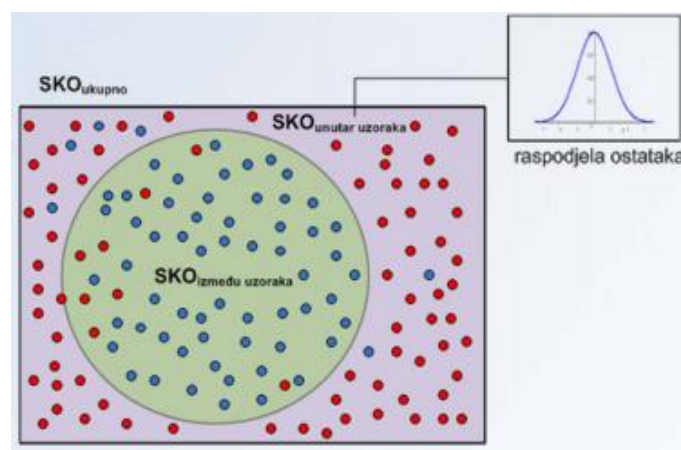 SKOukupno
SKOunutar uzoraka
raspodjela ostataka
SKOizmeđu uzoraka